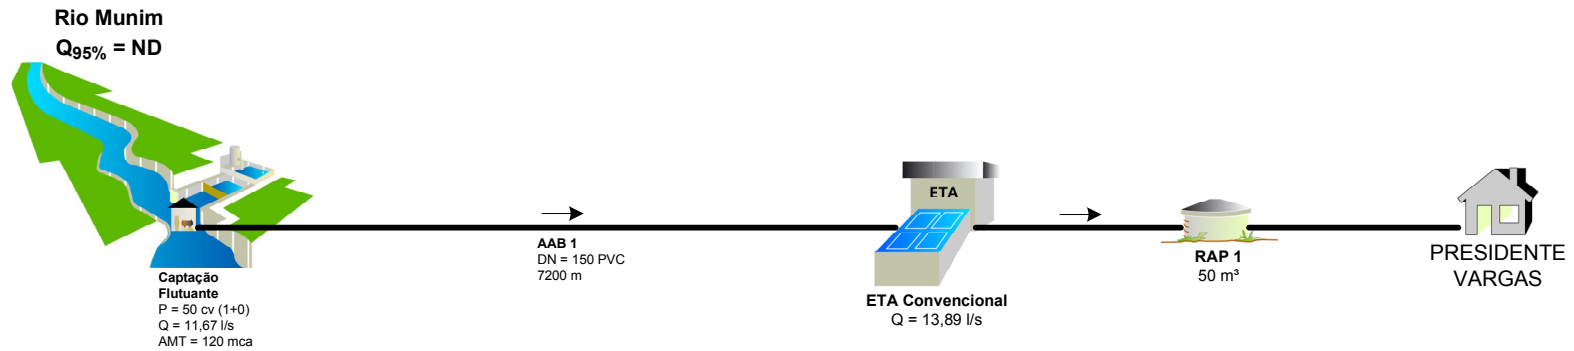 Rio Munim
Q95% = ND
Captação
Flutuante
P = 50 cv (1+0)
Q = 11,67 l/s
AMT = 120 mca
AAB 1
DN = 150 PVC
7200 m
ETA
ETA Convencional
Q = 13,89 l/s
RAP 1
50 m³
PRESIDENTE
VARGAS